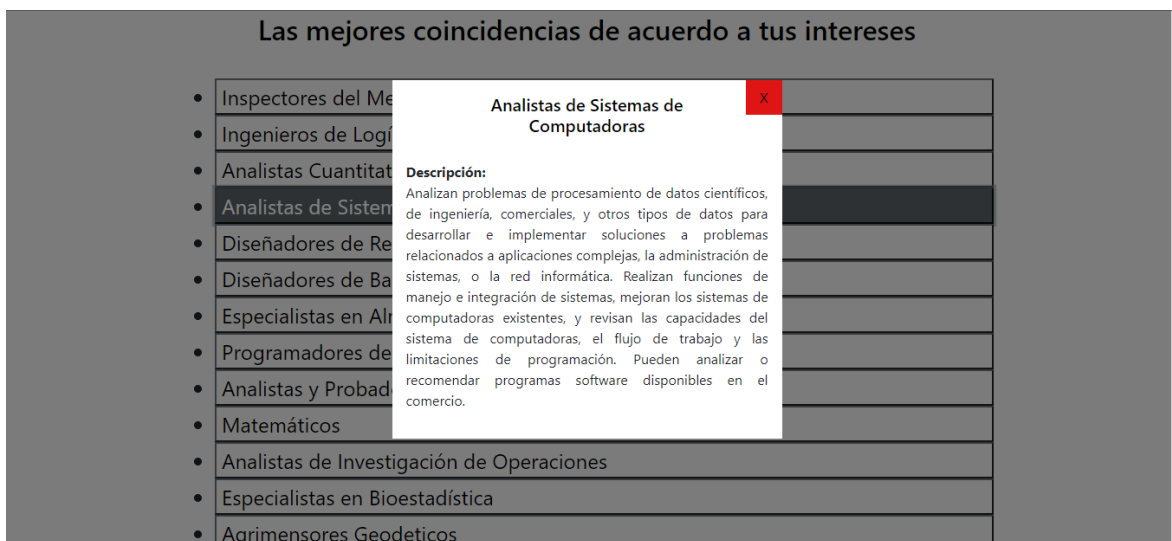 Las mejores coincidencias de acuerdo a tus intereses
Inspectores del Me
Ingenieros de Logí
Analistas Cuantitat
Analistas de Sistem
Diseñadores de Re
Diseñadores de Ba
Especialistas en Alm
Programadores de
Analistas y Probad
Matemáticos
Analistas de Investigación de Operaciones
Especialistas en Bioestadística
Agrimensores Geodeticos
X
Analistas de Sistemas de
Computadoras
Descripción:
Analizan problemas de procesamiento de datos científicos,
de ingeniería, comerciales, y otros tipos de datos para
desarrollar e implementar soluciones a problemas
relacionados a aplicaciones complejas, la administración de
sistemas, o la red informática. Realizan funciones de
manejo e integración de sistemas, mejoran los sistemas de
computadoras existentes, y revisan las capacidades del
sistema de computadoras, el flujo de trabajo y las
limitaciones de programación. Pueden analizar o
recomendar programas software disponibles en el
comercio.